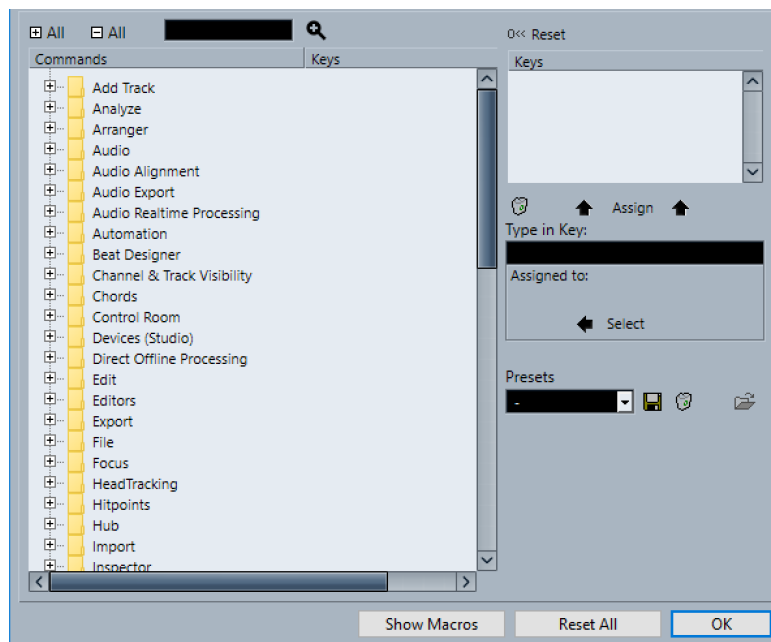 All All
Commands Keys
Add Track
Analyze
Arranger
Audio
Audio Alignment
Audio Export
Audio Realtime Processing
Automation
Beat Designer
Channel & Track Visibility
Chords
Control Room
Devices (Studio)
Direct Offline Processing
Edit
Editors
Export
File
Focus
HeadTracking
Hitpoints
Hub
Import
Inspector
0<< Reset
Keys
Assign
Type in Key:
Assigned to:
Select
Presets
-
Show Macros Reset All OK